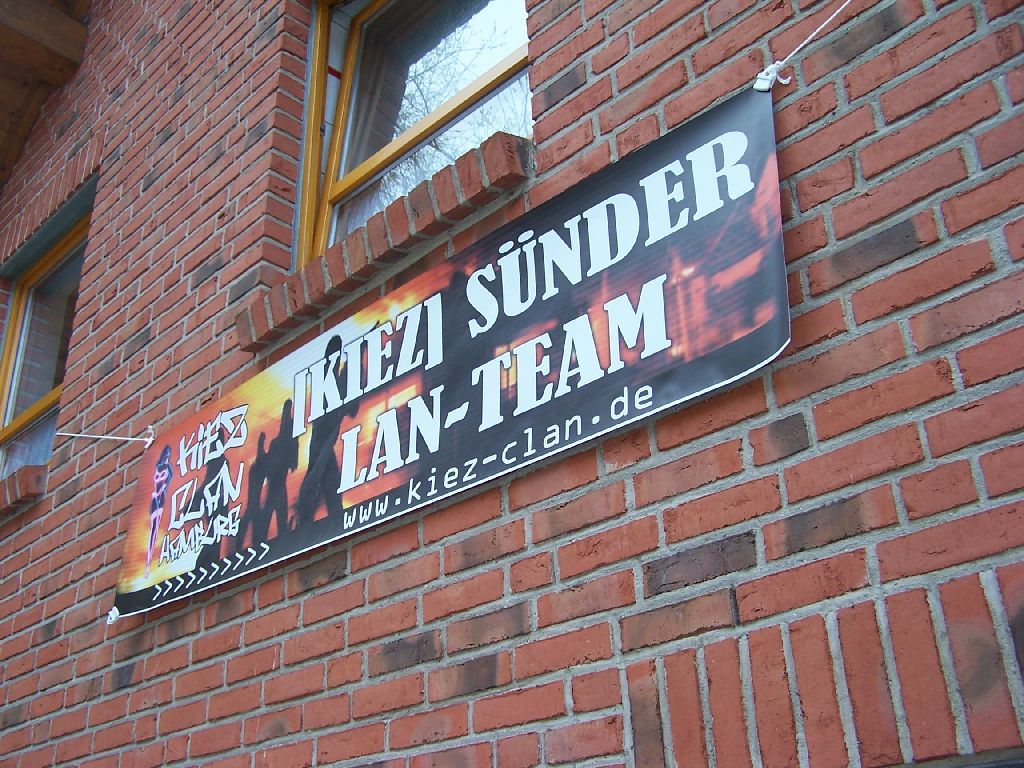 [KIEZ] SÜNDER
LAN-TEAM
www.kiez-clan.de
KIEZ
CLAN
HAMBURG
>>>>>>>>>>